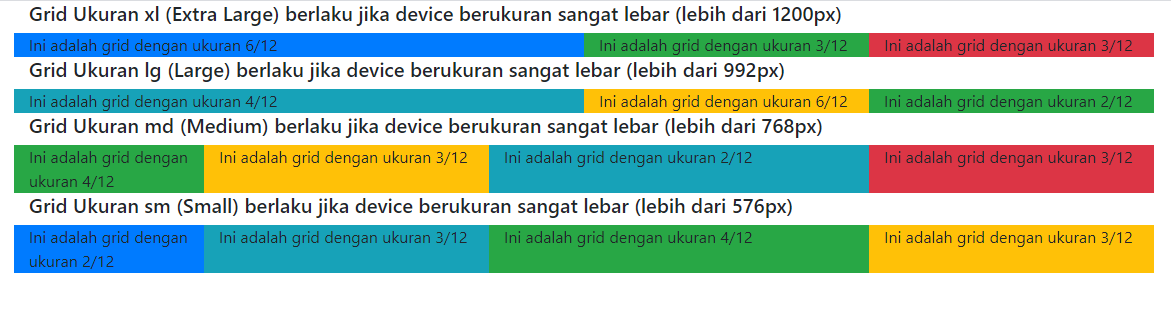 Grid Ukuran xl (Extra Large) berlaku jika device berukuran sangat lebar (lebih dari 1200px)
Ini adalah grid dengan ukuran 6/12
Ini adalah grid dengan ukuran 3/12
Ini adalah grid dengan ukuran 3/12
Grid Ukuran lg (Large) berlaku jika device berukuran sangat lebar (lebih dari 992px)
Ini adalah grid dengan ukuran 4/12
Ini adalah grid dengan ukuran 6/12
Ini adalah grid dengan ukuran 2/12
Grid Ukuran md (Medium) berlaku jika device berukuran sangat lebar (lebih dari 768px)
Ini adalah grid dengan
ukuran 4/12
Ini adalah grid dengan ukuran 3/12
Ini adalah grid dengan ukuran 2/12
Ini adalah grid dengan ukuran 3/12
Grid Ukuran sm (Small) berlaku jika device berukuran sangat lebar (lebih dari 576px)
Ini adalah grid dengan
ukuran 2/12
Ini adalah grid dengan ukuran 3/12
Ini adalah grid dengan ukuran 4/12
Ini adalah grid dengan ukuran 3/12